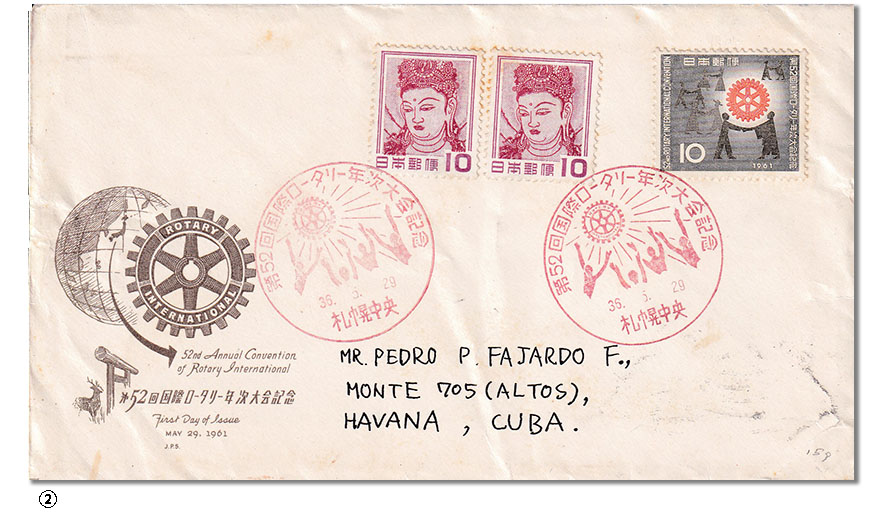 日本郵便 10
日本郵便 10
日本郵便
第52回国際ロータリー年次大会記念
52ND ROTARY INTERNATIONAL CONVENTION
10
1961
第52回国際ロータリー年次大会記念
36. 5. 29
札幌中央
第52回国際ロータリー年次大会記念
36. 5. 29
札幌中央
ROTARY
INTERNATIONAL
52nd Annual Convention
of Rotary International
第52回国際ロータリー年次大会記念
First Day of Issue
MAY 29, 1961
J.P.S.
MR. PEDRO P. FAJARDO F.,
MONTE 705 (ALTOS),
HAVANA , CUBA.
159
②